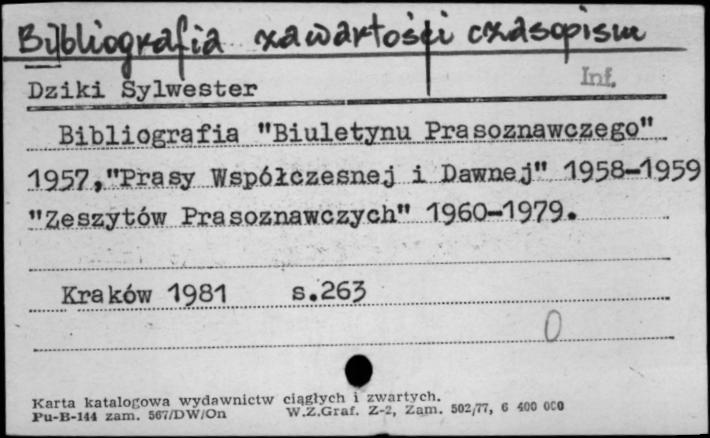 Bibliografia zawartości czasopism
Inf.
Dziki Sylwester
Bibliografia "Biuletynu Prasoznawczego"
1957,"Prasy Współczesnej i Dawnej" 1958-1959
"Zeszytów Prasoznawczych" 1960-1979.
Kraków 1981 s.263
0
Karta katalogowa wydawnictw ciągłych i zwartych.
Pu-B-144 zam. 567/DW/On W.Z.Graf. Z-2, Zam. 502/77, 6 400 000